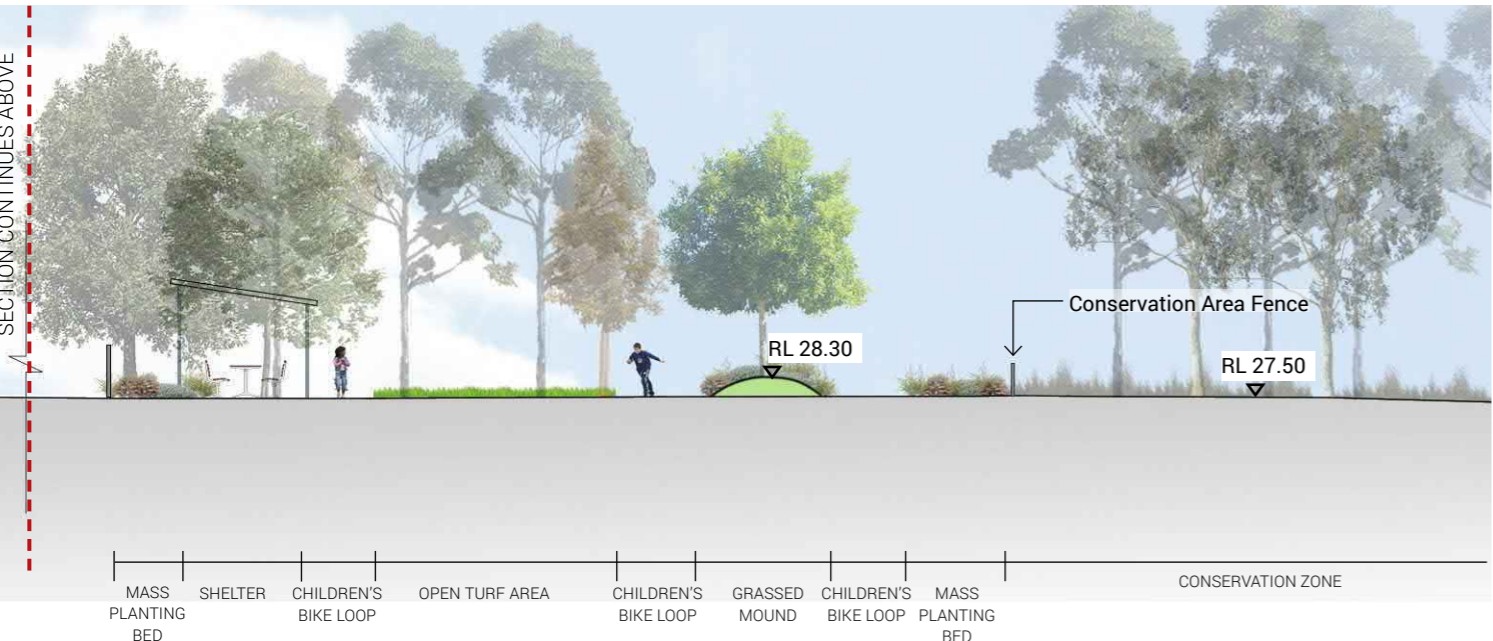 SECTION CONTINUES ABOVE
Conservation Area Fence
RL 28.30
RL 27.50
MASS
PLANTING
BED
SHELTER
CHILDREN'S
BIKE LOOP
OPEN TURF AREA
CHILDREN'S
BIKE LOOP
GRASSED
MOUND
CHILDREN'S
BIKE LOOP
MASS
PLANTING
BED
CONSERVATION ZONE